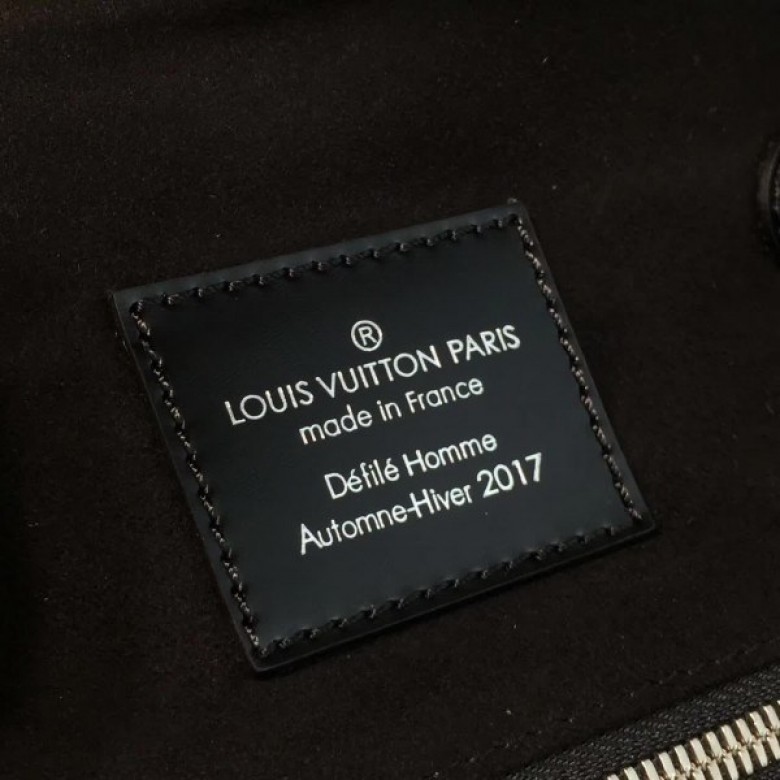 ®
LOUIS VUITTON PARIS
made in France
Défilé Homme
Automne-Hiver 2017